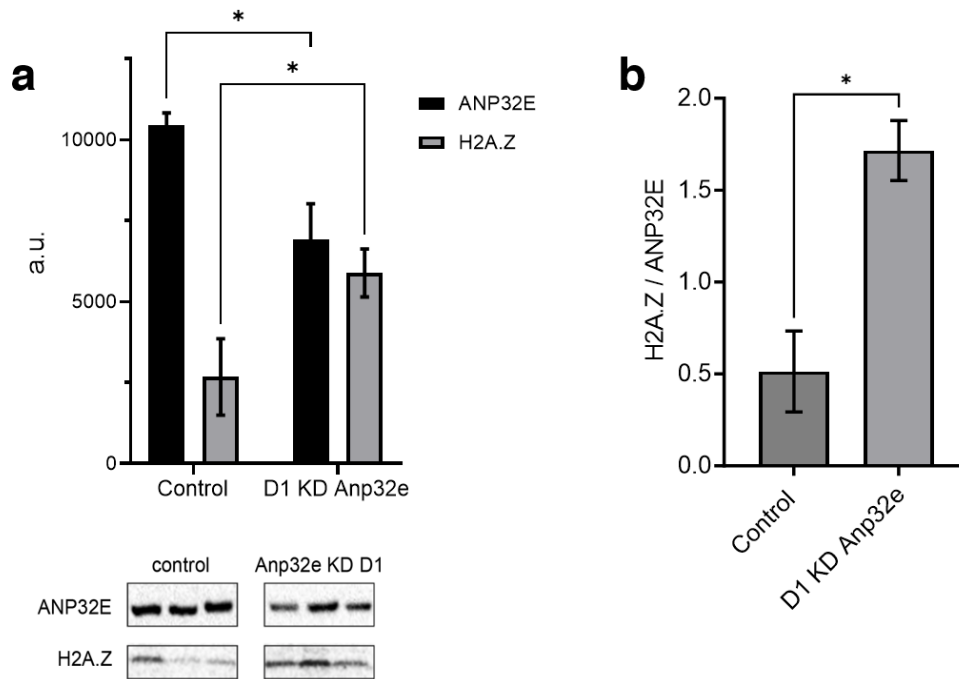 a
*
*
ANP32E
H2A.Z
a.u.
10000
5000
0
Control
D1 KD Anp32e
control
Anp32e KD D1
ANP32E
H2A.Z
b
*
H2A.Z / ANP32E
2.0
1.5
1.0
0.5
0.0
Control
D1 KD Anp32e